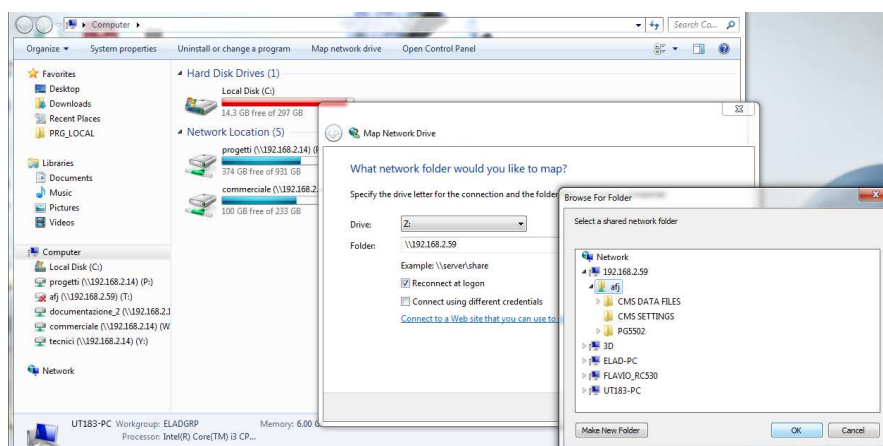 Computer
Search Co...
Organize
System properties
Uninstall or change a program
Map network drive
Open Control Panel
Favorites
Desktop
Downloads
Recent Places
PRG_LOCAL
Libraries
Documents
Music
Pictures
Videos
Computer
Local Disk (C:)
progetti (\\192.168.2.14) (P:)
afj (\\192.168.2.59) (T:)
documentazione_2 (\\192.168.2.1
commerciale (\\192.168.2.14) (W
tecnici (\\192.168.2.14) (Y:)
Network
Hard Disk Drives (1)
Local Disk (C:)
14.3 GB free of 297 GB
Network Location (5)
progetti (\\192.168.2.14) (
374 GB free of 931 GB
commerciale (\\192.168.2.
100 GB free of 233 GB
Map Network Drive
What network folder would you like to map?
Specify the drive letter for the connection and the folder
Drive:
Z:
Folder:
\\192.168.2.59
Example: \\server\share
Reconnect at logon
Connect using different credentials
Connect to a Web site that you can use to
Browse For Folder
Select a shared network folder
Network
192.168.2.59
afj
CMS DATA FILES
CMS SETTINGS
PG5502
3D
ELAD-PC
FLAVIO_RC530
UT183-PC
Make New Folder
OK
Cancel
UT183-PC Workgroup: ELADGRP Memory: 6.00 G
Processor: Intel(R) Core(TM) i3 CP...